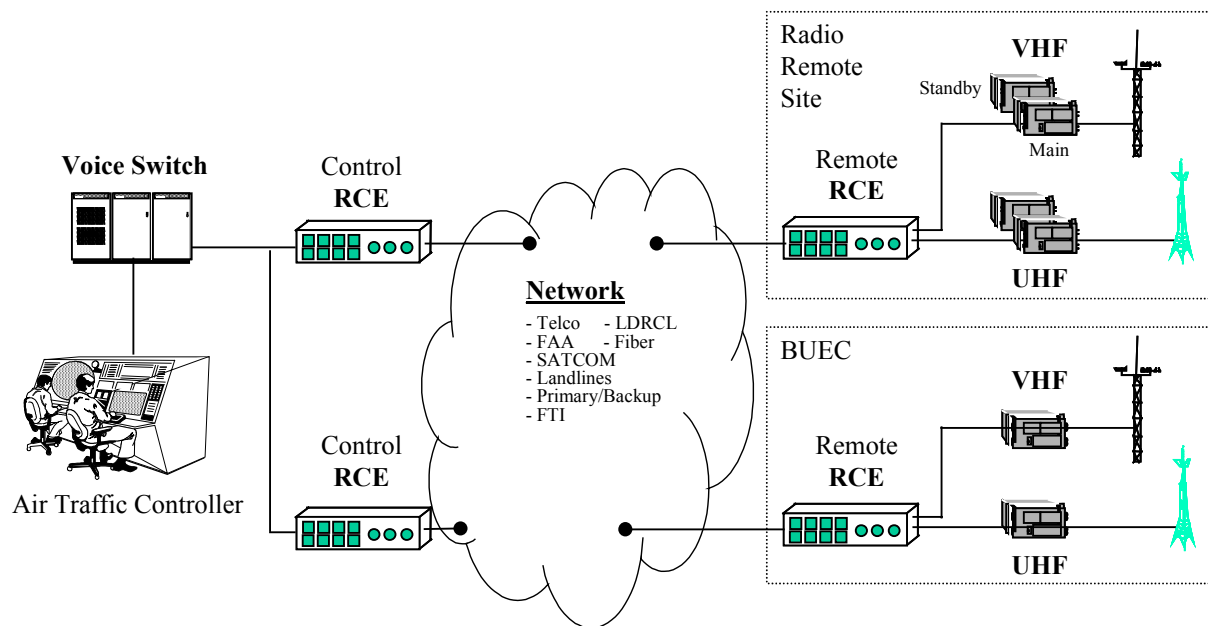 Voice Switch
Air Traffic Controller
Control
RCE
Control
RCE
Network
- Telco - LDRCL
- FAA - Fiber
- SATCOM
- Landlines
- Primary/Backup
- FTI
Radio
Remote
Site
VHF
Standby
Main
Remote
RCE
UHF
BUEC
VHF
Remote
RCE
UHF